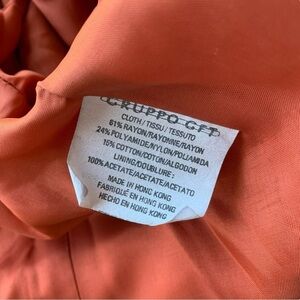 GRUPPO GFT
CLOTH/TISSU/TESSUTO
61% RAYON/RAYONNE/RAYON
24% POLYAMIDE/NYLON/POLIAMIDA
15% COTTON/COTON/ALGODON
LINING/DOUBLURE:
100% ACETATE/ACETATE/ACETATO
MADE IN HONG KONG
FABRIQUÉ EN HONG KONG
HECHO EN HONG KONG